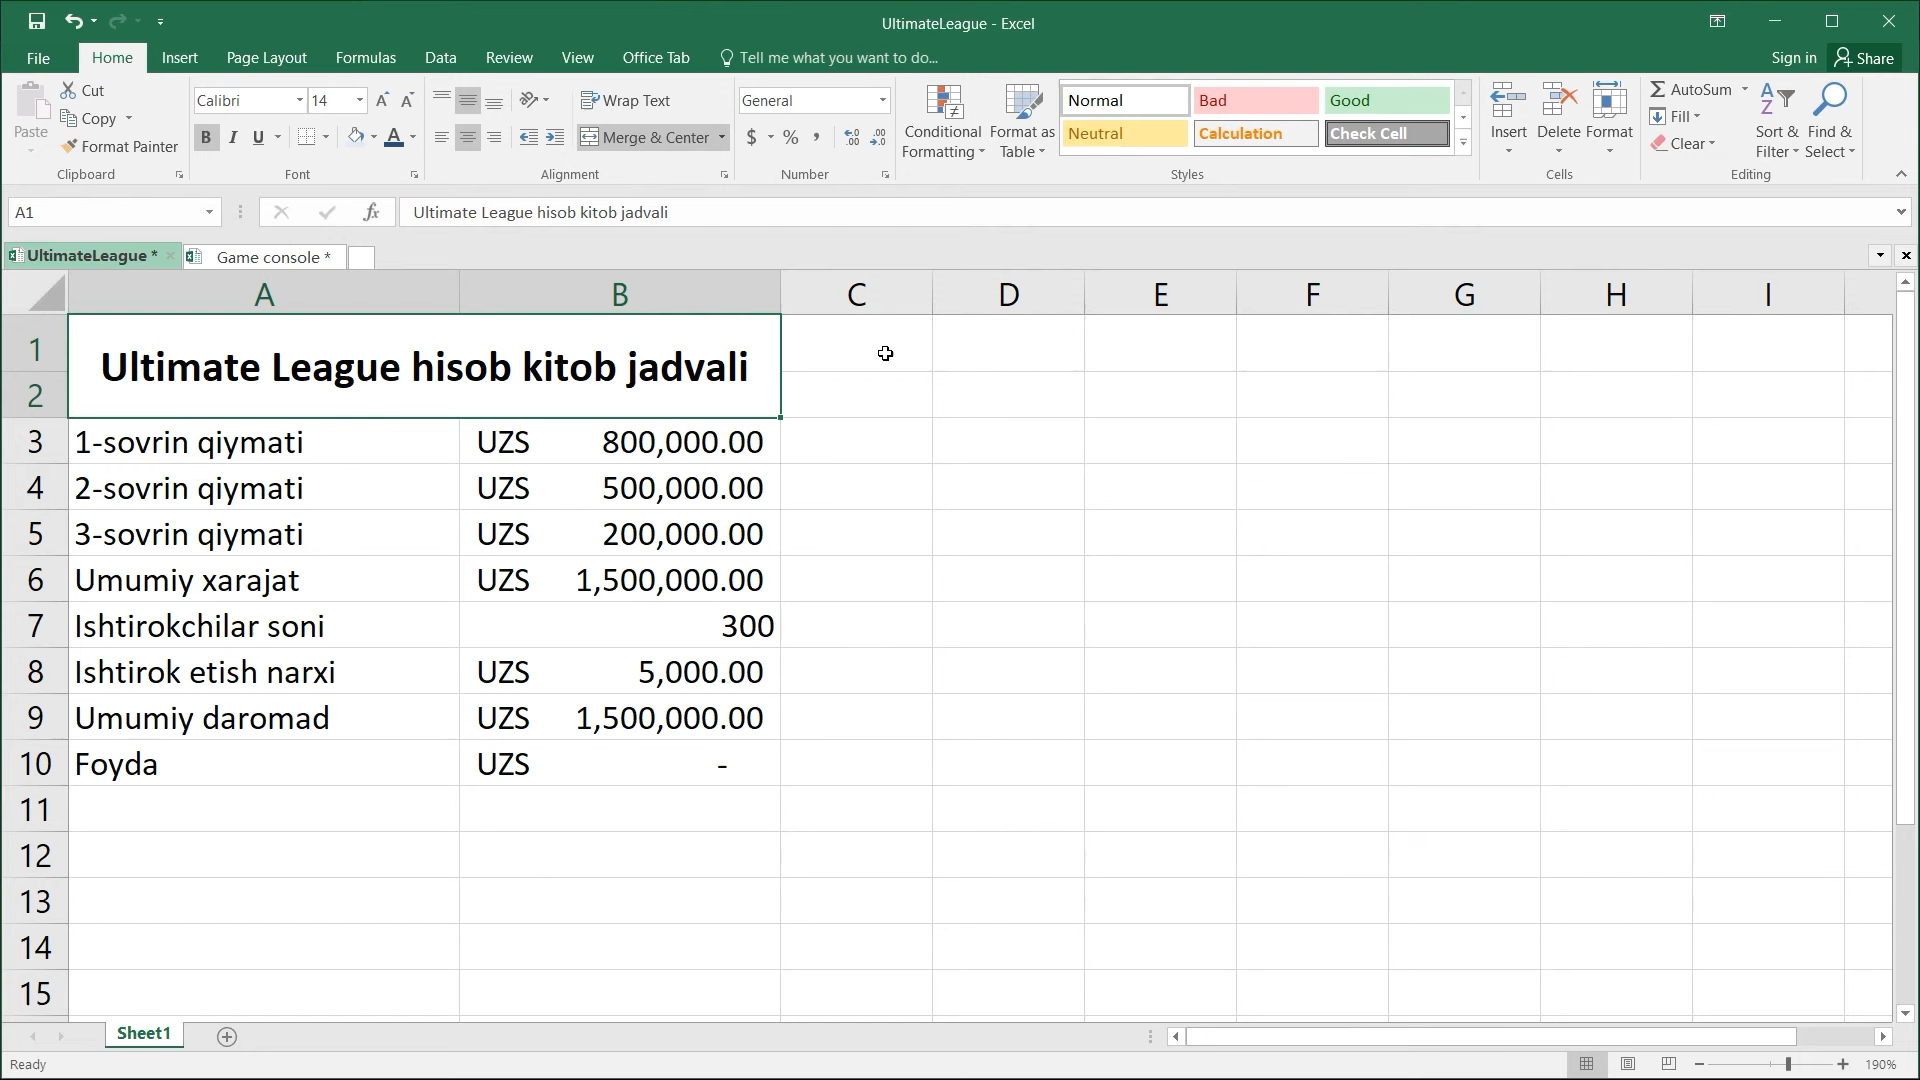 UltimateLeague - Excel
File Home Insert Page Layout Formulas Data Review View Office Tab Tell me what you want to do... Sign in Share
Paste
Cut
Copy
Format Painter
Clipboard
Calibri 14
B I U
Font
Wrap Text
Merge & Center
Alignment
General
$ % ,
Number
Conditional Formatting
Format as Table
Normal Bad Good
Neutral Calculation Check Cell
Styles
Insert Delete Format
Cells
AutoSum
Fill
Clear
Sort & Filter
Find & Select
Editing
A1 fx Ultimate League hisob kitob jadvali
UltimateLeague * Game console *
A B C D E F G H I
1
2
Ultimate League hisob kitob jadvali
3 1-sovrin qiymati UZS 800,000.00
4 2-sovrin qiymati UZS 500,000.00
5 3-sovrin qiymati UZS 200,000.00
6 Umumiy xarajat UZS 1,500,000.00
7 Ishtirokchilar soni 300
8 Ishtirok etish narxi UZS 5,000.00
9 Umumiy daromad UZS 1,500,000.00
10 Foyda UZS -
11
12
13
14
15
Sheet1
Ready 190%